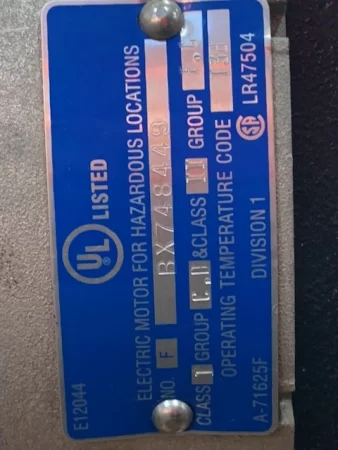 E12044
UL LISTED
ELECTRIC MOTOR FOR HAZARDOUS LOCATIONS
NO. F BX748449
CLASS I GROUP C,D & CLASS II GROUP
OPERATING TEMPERATURE CODE
A-71625F DIVISION 1 SA LR47504